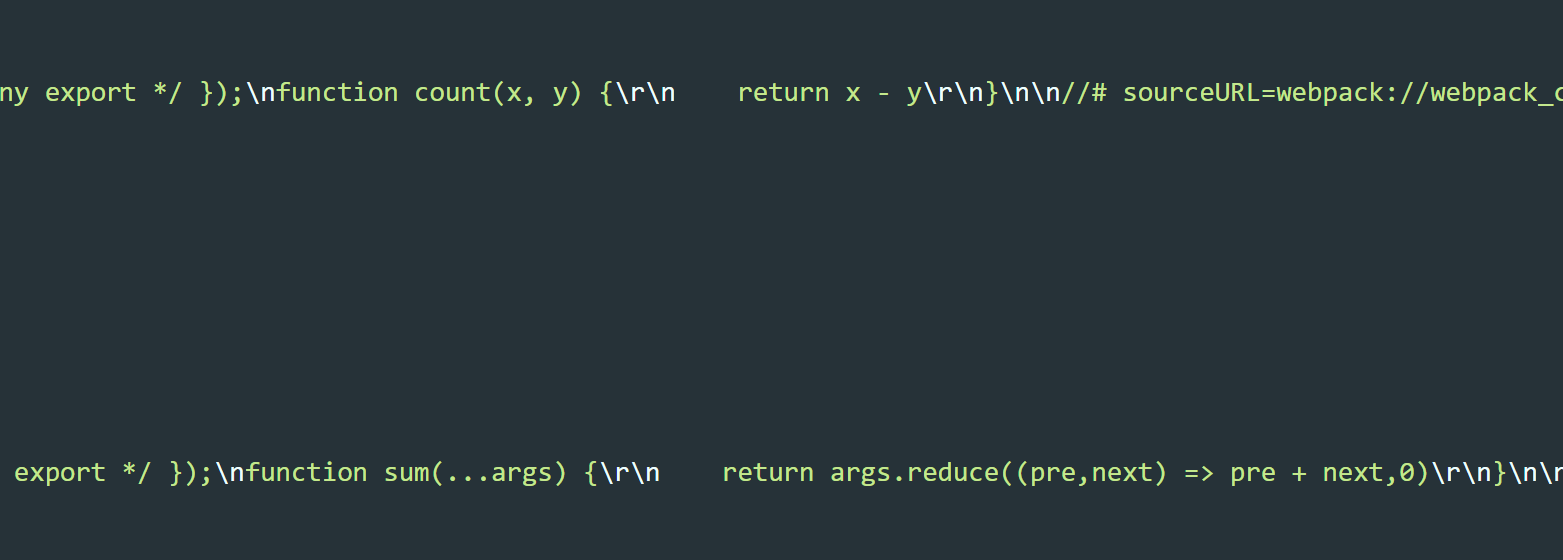 ny export */ });\nfunction count(x, y) {\r\n    return x - y\r\n}\n\n//# sourceURL=webpack://webpack_c
export */ });\nfunction sum(...args) {\r\n    return args.reduce((pre,next) => pre + next,0)\r\n}\n\n